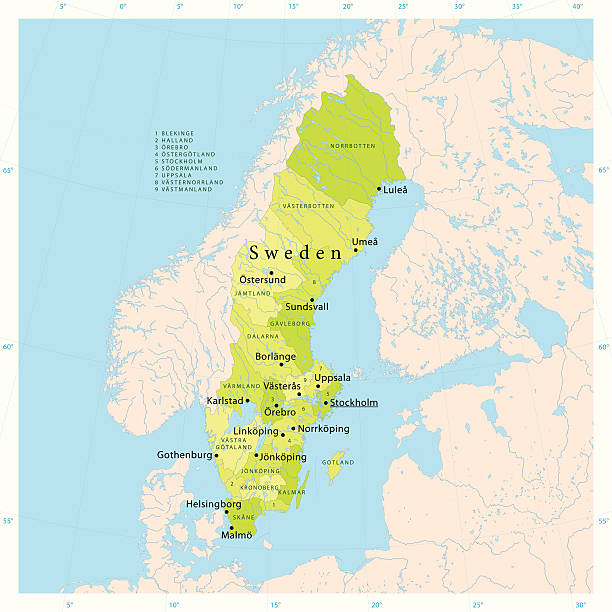 5° 0° 5° 10° 15° 20° 25° 30° 35° 40°
1 BLEKINGE
2 HALLAND
3 ÖREBRO
4 ÖSTERGÖTLAND
5 STOCKHOLM
6 SÖDERMANLAND
7 UPPSALA
8 VÄSTERNORRLAND
9 VÄSTMANLAND
NORRBOTTEN
65° 65°
Luleå
VÄSTERBOTTEN
Umeå
Sweden
Östersund
8
JÄMTLAND
Sundsvall
GÄVLEBORG
DALARNA
60° 60°
Borlänge
7
Uppsala
9
VÄRMLAND
Västerås
5
Karlstad
3
Stockholm
Örebro
6
Linköping
Norrköping
4
VÄSTRA
GÖTALAND
Gothenburg
Jönköping
GOTLAND
JÖNKÖPING
2
KRONOBERG
KALMAR
Helsingborg
1
SKÅNE
55° 55°
Malmö
5° 10° 15° 20° 25° 30°